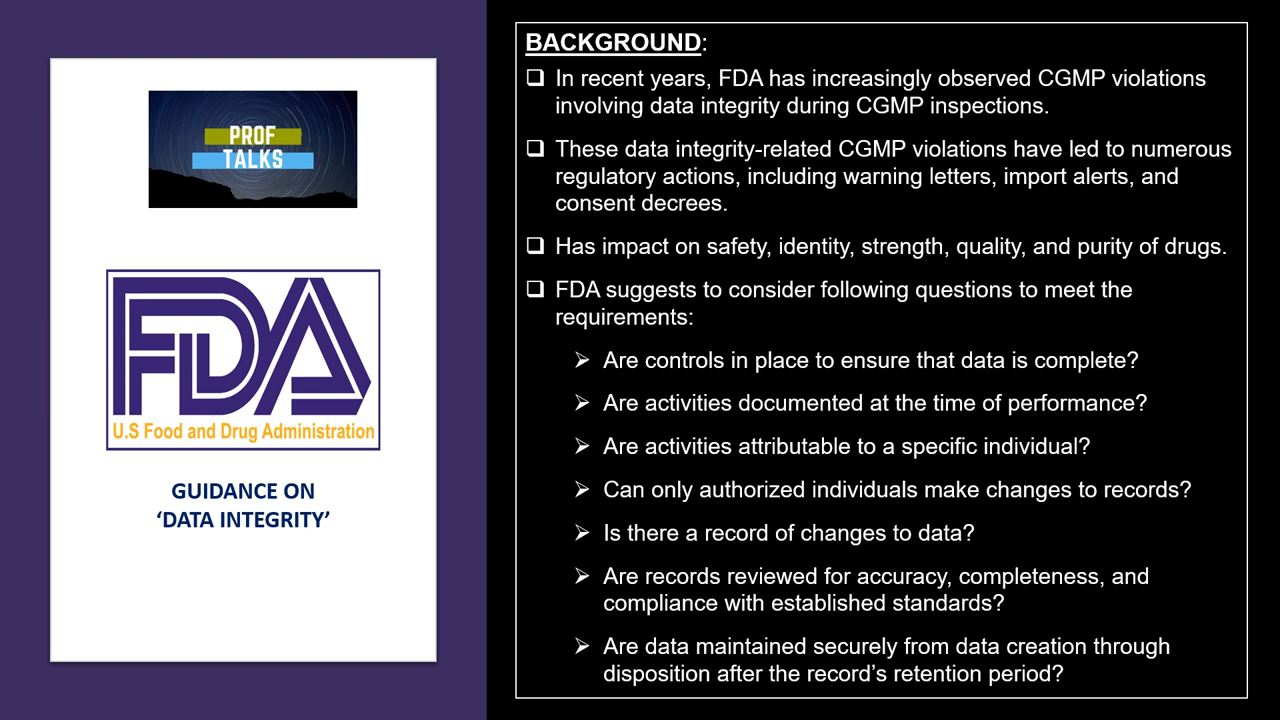 PROF
TALKS
FDA
U.S Food and Drug Administration
GUIDANCE ON
‘DATA INTEGRITY’
BACKGROUND:
❑ In recent years, FDA has increasingly observed CGMP violations
involving data integrity during CGMP inspections.
❑ These data integrity-related CGMP violations have led to numerous
regulatory actions, including warning letters, import alerts, and
consent decrees.
❑ Has impact on safety, identity, strength, quality, and purity of drugs.
❑ FDA suggests to consider following questions to meet the
requirements:
➢ Are controls in place to ensure that data is complete?
➢ Are activities documented at the time of performance?
➢ Are activities attributable to a specific individual?
➢ Can only authorized individuals make changes to records?
➢ Is there a record of changes to data?
➢ Are records reviewed for accuracy, completeness, and
compliance with established standards?
➢ Are data maintained securely from data creation through
disposition after the record’s retention period?